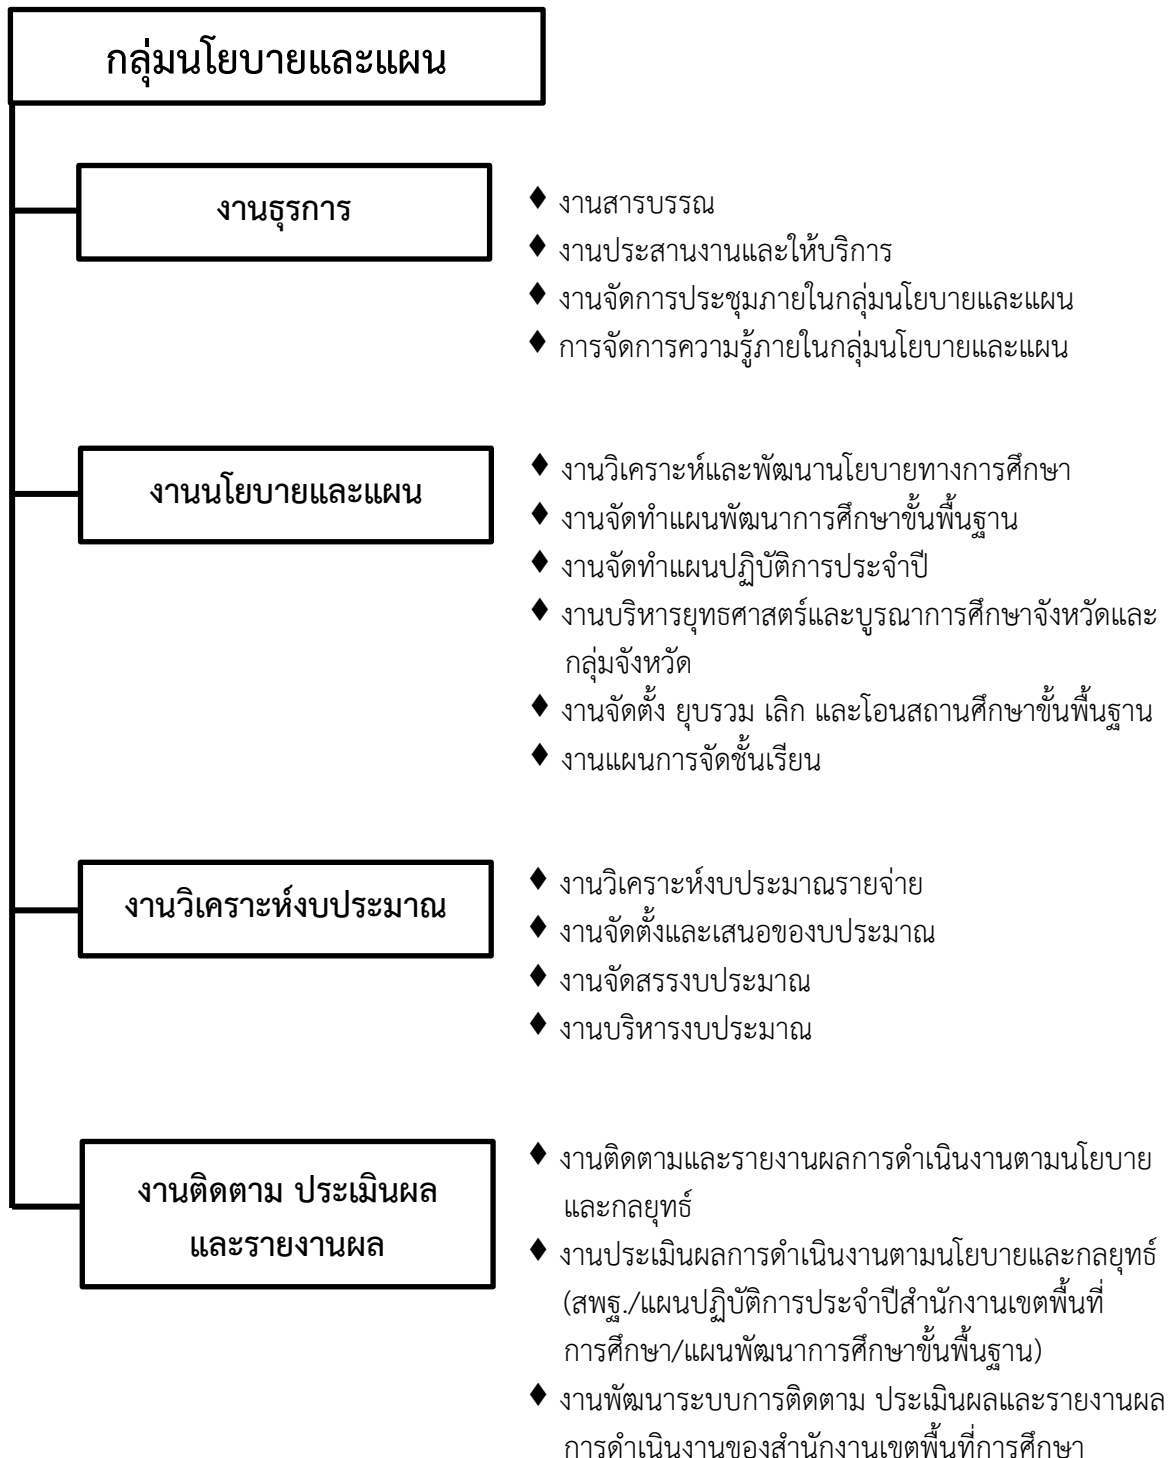 กลุ่มนโยบายและแผน
งานธุรการ
♦ งานสารบรรณ
♦ งานประสานงานและให้บริการ
♦ งานจัดการประชุมภายในกลุ่มนโยบายและแผน
♦ การจัดการความรู้ภายในกลุ่มนโยบายและแผน
งานนโยบายและแผน
♦ งานวิเคราะห์และพัฒนานโยบายทางการศึกษา
♦ งานจัดทำแผนพัฒนาการศึกษาขั้นพื้นฐาน
♦ งานจัดทำแผนปฏิบัติการประจำปี
♦ งานบริหารยุทธศาสตร์และบูรณาการศึกษาจังหวัดและ
กลุ่มจังหวัด
♦ งานจัดตั้ง ยุบรวม เลิก และโอนสถานศึกษาขั้นพื้นฐาน
♦ งานแผนการจัดชั้นเรียน
งานวิเคราะห์งบประมาณ
♦ งานวิเคราะห์งบประมาณรายจ่าย
♦ งานจัดตั้งและเสนอของบประมาณ
♦ งานจัดสรรงบประมาณ
♦ งานบริหารงบประมาณ
งานติดตาม ประเมินผล
และรายงานผล
♦ งานติดตามและรายงานผลการดำเนินงานตามนโยบาย
และกลยุทธ์
♦ งานประเมินผลการดำเนินงานตามนโยบายและกลยุทธ์
(สพฐ./แผนปฏิบัติการประจำปีสำนักงานเขตพื้นที่
การศึกษา/แผนพัฒนาการศึกษาขั้นพื้นฐาน)
♦ งานพัฒนาระบบการติดตาม ประเมินผลและรายงานผล
การดำเนินงานของสำนักงานเขตพื้นที่การศึกษา